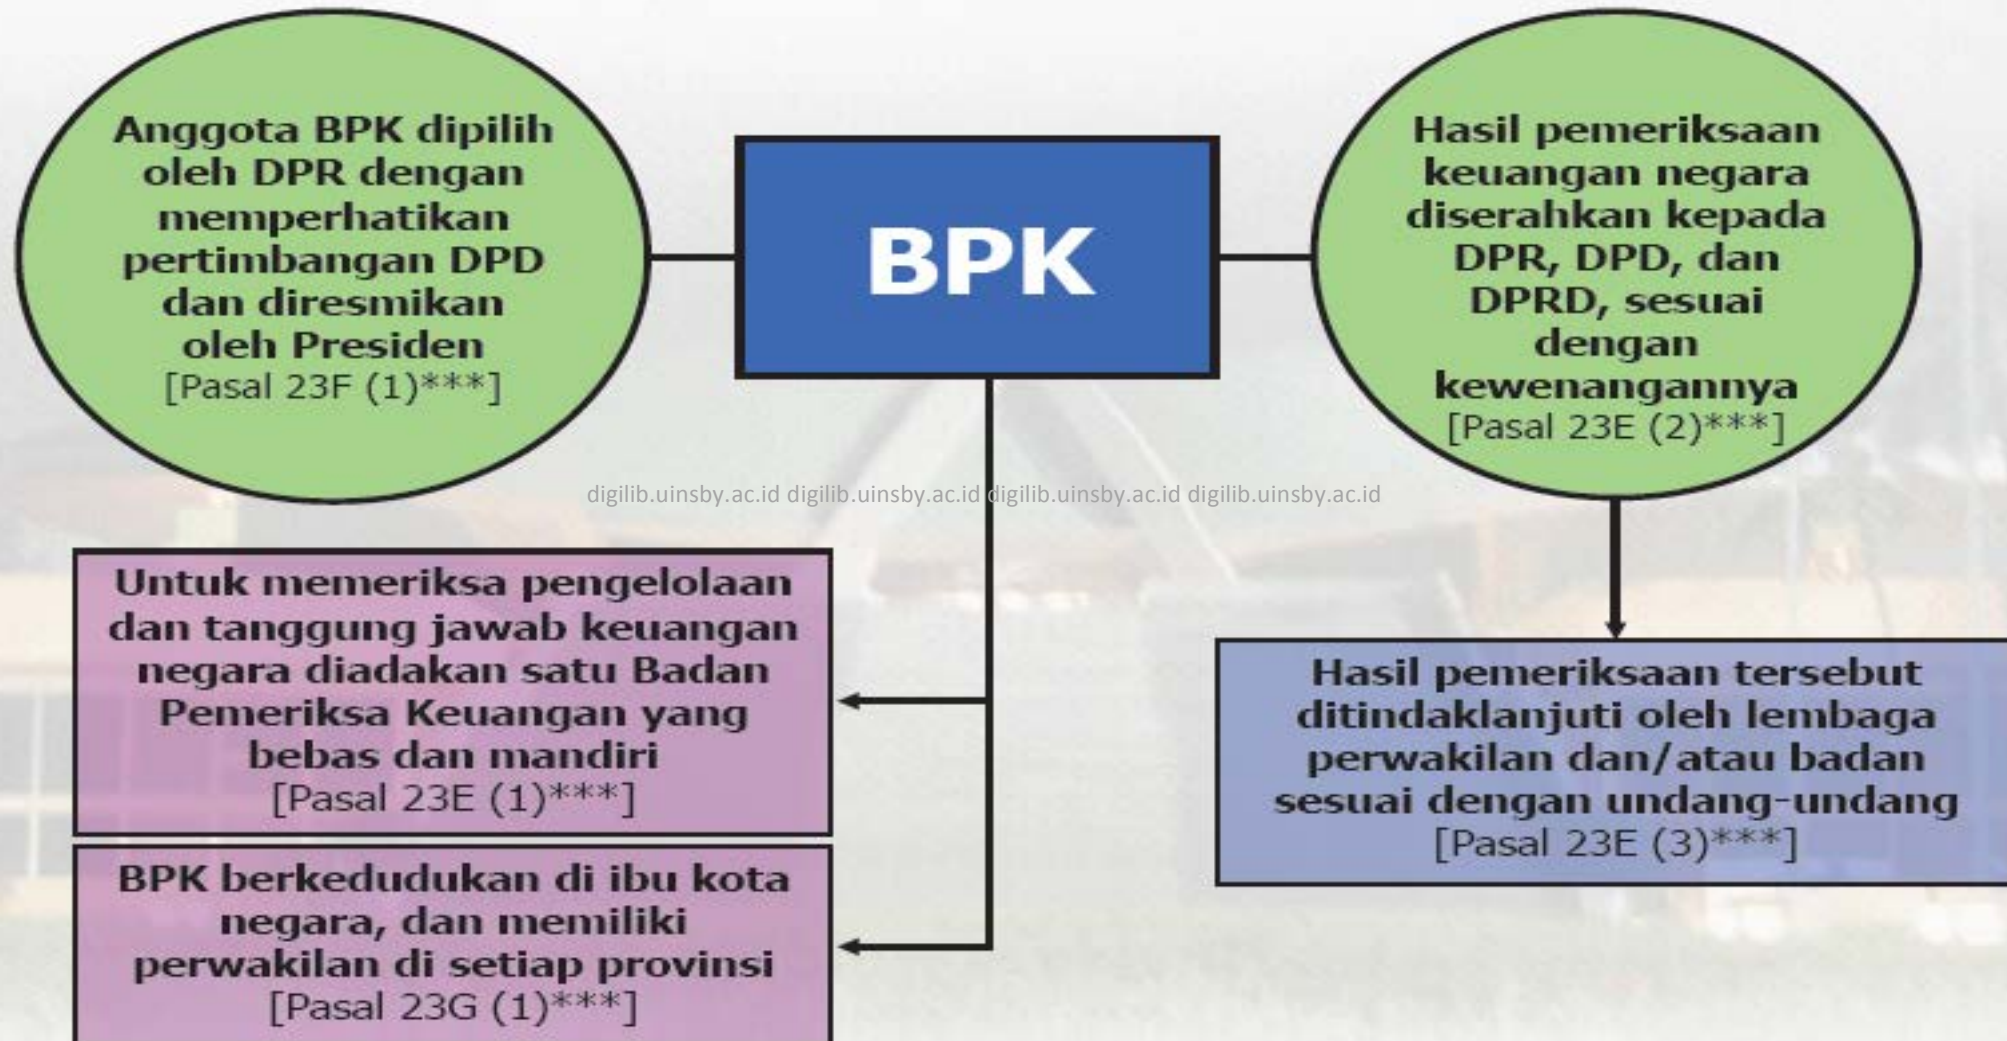 Anggota BPK dipilih
oleh DPR dengan
memperhatikan
pertimbangan DPD
dan diresmikan
oleh Presiden
[Pasal 23F (1)***]
BPK
Hasil pemeriksaan
keuangan negara
diserahkan kepada
DPR, DPD, dan
DPRD, sesuai
dengan
kewenangannya
[Pasal 23E (2)***]
digilib.uinsby.ac.id digilib.uinsby.ac.id digilib.uinsby.ac.id digilib.uinsby.ac.id
Untuk memeriksa pengelolaan
dan tanggung jawab keuangan
negara diadakan satu Badan
Pemeriksa Keuangan yang
bebas dan mandiri
[Pasal 23E (1)***]
BPK berkedudukan di ibu kota
negara, dan memiliki
perwakilan di setiap provinsi
[Pasal 23G (1)***]
Hasil pemeriksaan tersebut
ditindaklanjuti oleh lembaga
perwakilan dan/atau badan
sesuai dengan undang-undang
[Pasal 23E (3)***]